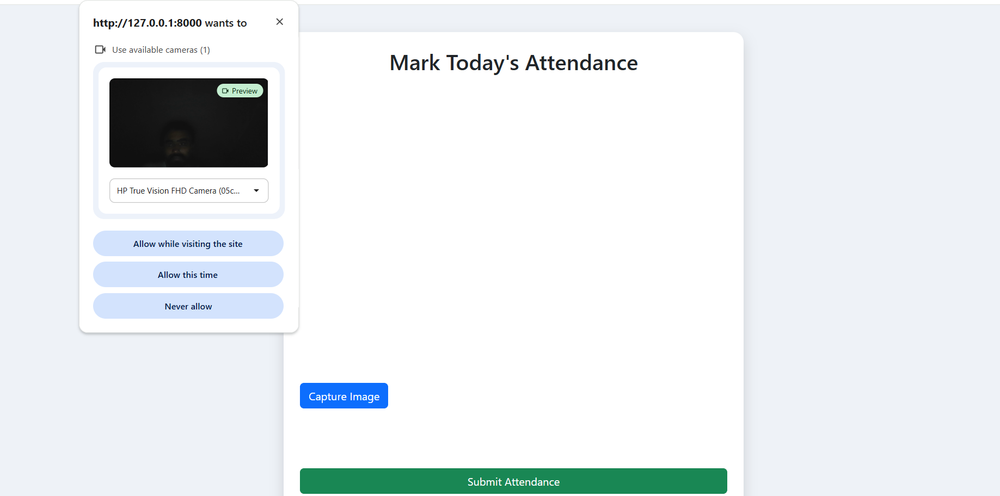 http://127.0.0.1:8000 wants to
Use available cameras (1)
Preview
HP True Vision FHD Camera (05c...
Allow while visiting the site
Allow this time
Never allow
Mark Today's Attendance
Capture Image
Submit Attendance